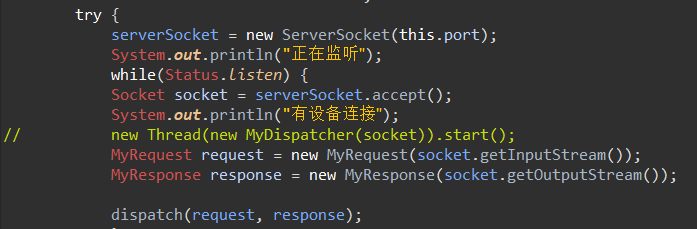 try {
serverSocket = new ServerSocket(this.port);
System.out.println("正在监听");
while(Status.listen) {
Socket socket = serverSocket.accept();
System.out.println("有设备连接");
// new Thread(new MyDispatcher(socket)).start();
MyRequest request = new MyRequest(socket.getInputStream());
MyResponse response = new MyResponse(socket.getOutputStream());
dispatch(request, response);